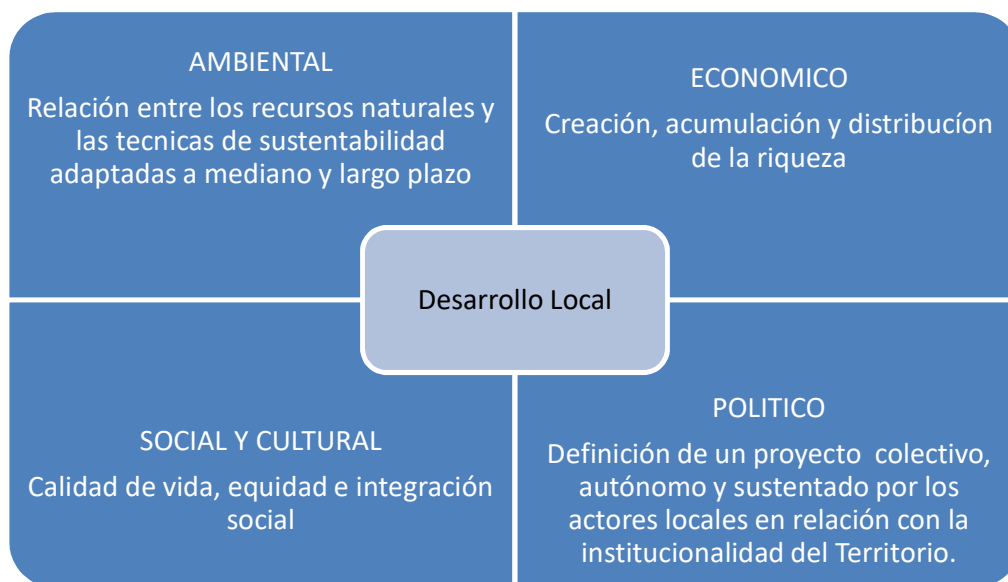 AMBIENTAL
Relación entre los recursos naturales y
las tecnicas de sustentabilidad
adaptadas a mediano y largo plazo
ECONOMICO
Creación, acumulación y distribucíon
de la riqueza
Desarrollo Local
SOCIAL Y CULTURAL
Calidad de vida, equidad e integración
social
POLITICO
Definición de un proyecto colectivo,
autónomo y sustentado por los
actores locales en relación con la
institucionalidad del Territorio.